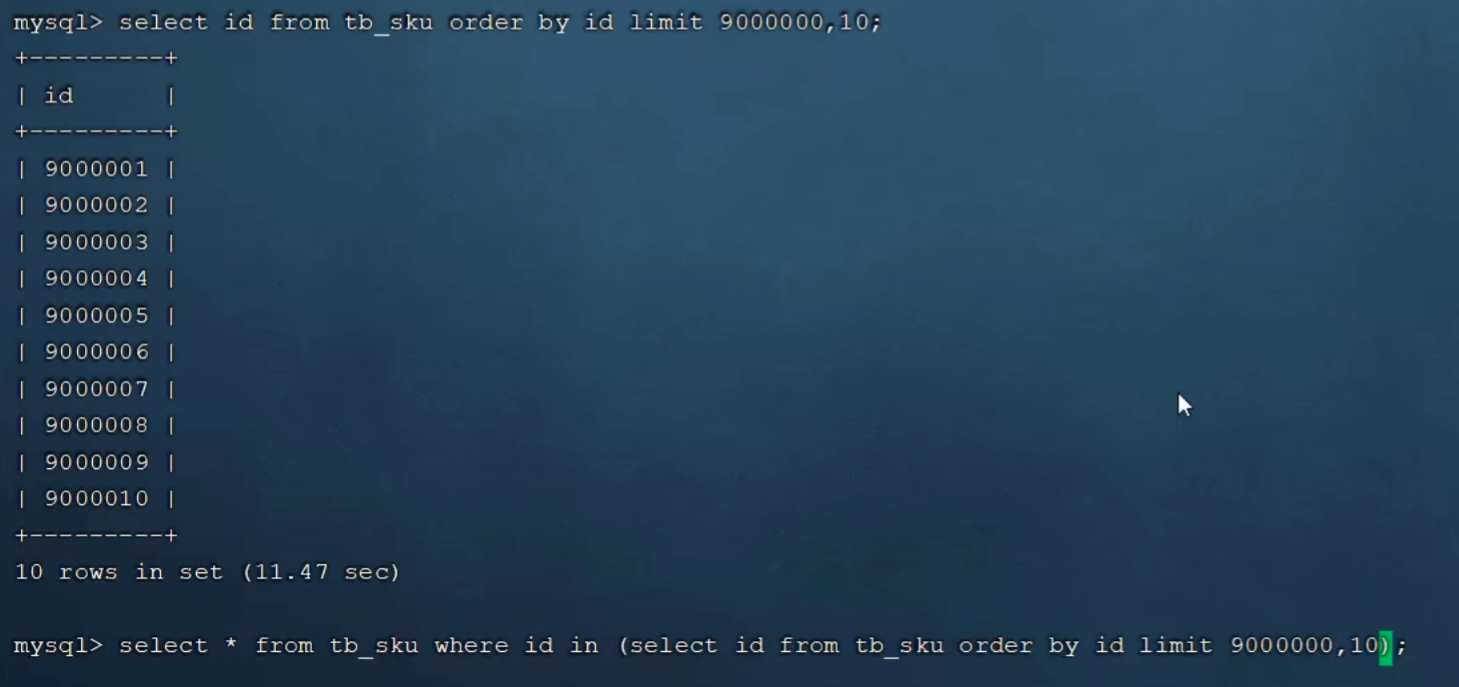 mysql> select id from tb_sku order by id limit 9000000,10;
+---------+
| id      |
+---------+
| 9000001 |
| 9000002 |
| 9000003 |
| 9000004 |
| 9000005 |
| 9000006 |
| 9000007 |
| 9000008 |
| 9000009 |
| 9000010 |
+---------+
10 rows in set (11.47 sec)
mysql> select * from tb_sku where id in (select id from tb_sku order by id limit 9000000,10);